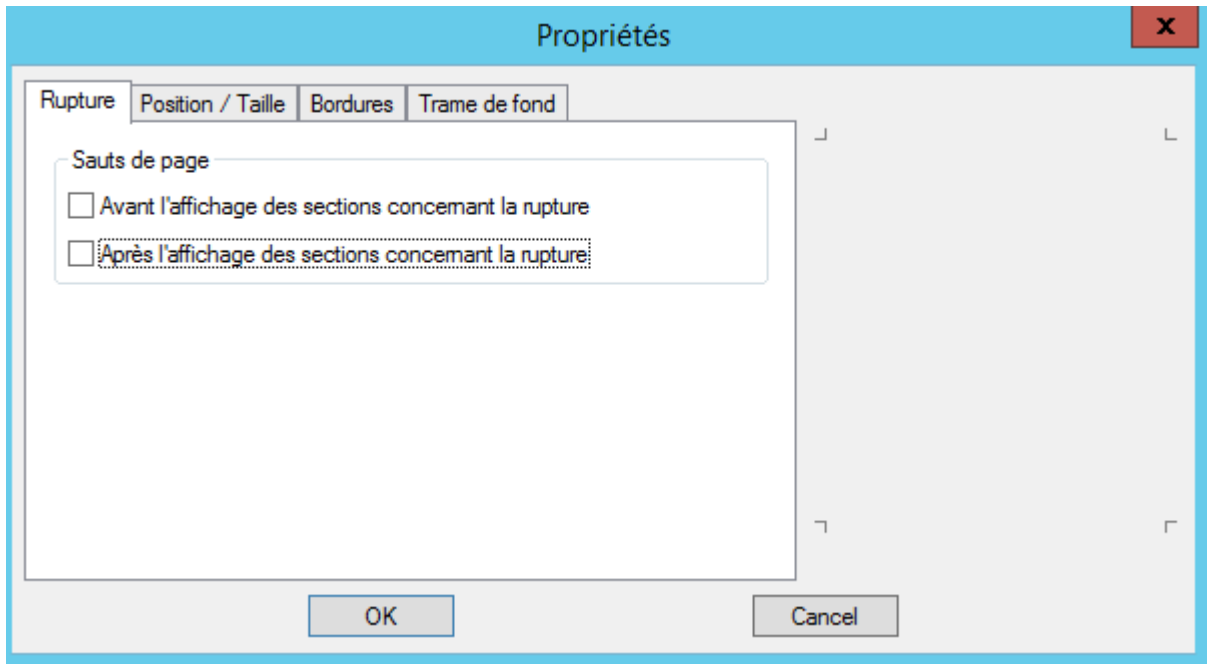 Propriétés
x
Rupture Position / Taille Bordures Trame de fond
Sauts de page
Avant l'affichage des sections concernant la rupture
Après l'affichage des sections concernant la rupture
OK Cancel